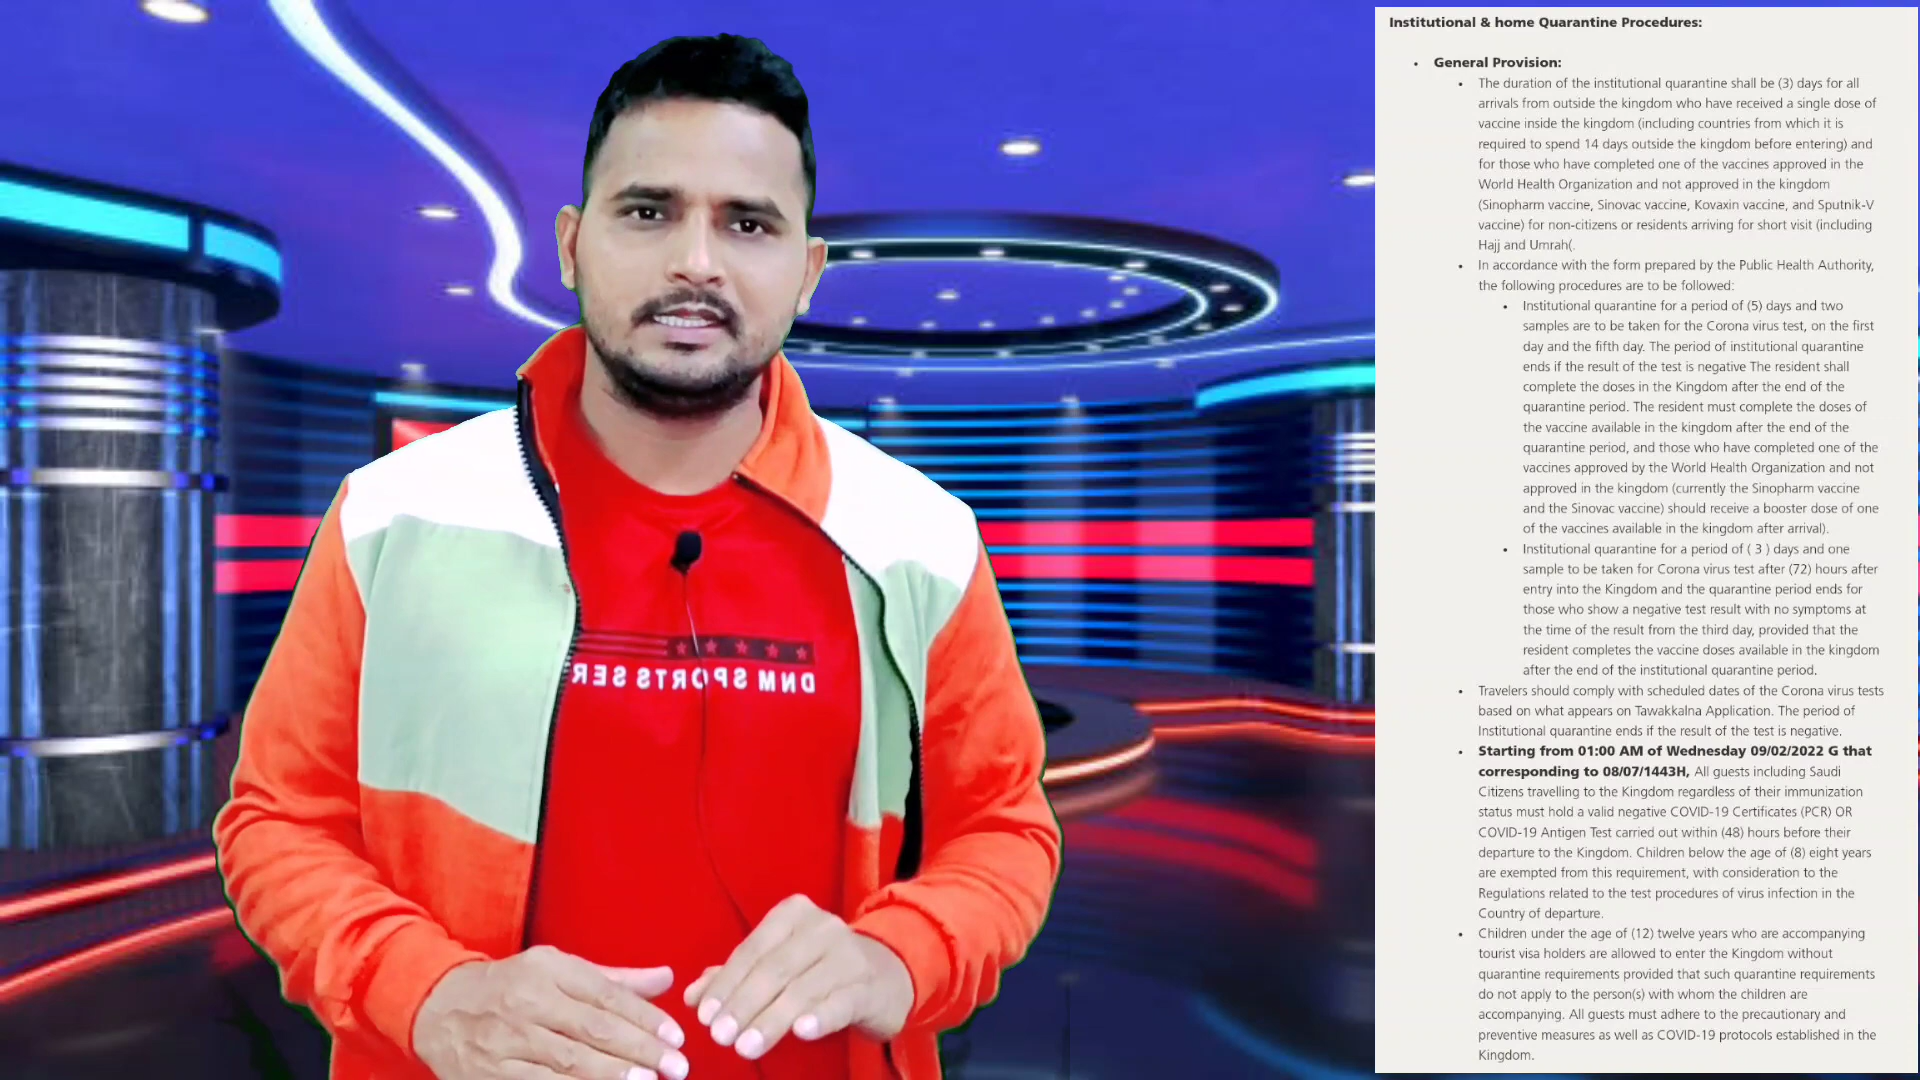 Institutional & home Quarantine Procedures:
• General Provision:
• The duration of the institutional quarantine shall be (3) days for all
arrivals from outside the kingdom who have received a single dose of
vaccine inside the kingdom (including countries from which it is
required to spend 14 days outside the kingdom before entering) and
for those who have completed one of the vaccines approved in the
World Health Organization and not approved in the kingdom
(Sinopharm vaccine, Sinovac vaccine, Kovaxin vaccine, and Sputnik-V
vaccine) for non-citizens or residents arriving for short visit (including
Hajj and Umrah(.
• In accordance with the form prepared by the Public Health Authority,
the following procedures are to be followed:
• Institutional quarantine for a period of (5) days and two
samples are to be taken for the Corona virus test, on the first
day and the fifth day. The period of institutional quarantine
ends if the result of the test is negative The resident shall
complete the doses in the Kingdom after the end of the
quarantine period. The resident must complete the doses of
the vaccine available in the kingdom after the end of the
quarantine period, and those who have completed one of the
vaccines approved by the World Health Organization and not
approved in the kingdom (currently the Sinopharm vaccine
and the Sinovac vaccine) should receive a booster dose of one
of the vaccines available in the kingdom after arrival).
• Institutional quarantine for a period of ( 3 ) days and one
sample to be taken for Corona virus test after (72) hours after
entry into the Kingdom and the quarantine period ends for
those who show a negative test result with no symptoms at
the time of the result from the third day, provided that the
resident completes the vaccine doses available in the kingdom
after the end of the institutional quarantine period.
• Travelers should comply with scheduled dates of the Corona virus tests
based on what appears on Tawakkalna Application. The period of
Institutional quarantine ends if the result of the test is negative.
• Starting from 01:00 AM of Wednesday 09/02/2022 G that
corresponding to 08/07/1443H, All guests including Saudi
Citizens travelling to the Kingdom regardless of their immunization
status must hold a valid negative COVID-19 Certificates (PCR) OR
COVID-19 Antigen Test carried out within (48) hours before their
departure to the Kingdom. Children below the age of (8) eight years
are exempted from this requirement, with consideration to the
Regulations related to the test procedures of virus infection in the
Country of departure.
• Children under the age of (12) twelve years who are accompanying
tourist visa holders are allowed to enter the Kingdom without
quarantine requirements provided that such quarantine requirements
do not apply to the person(s) with whom the children are
accompanying. All guests must adhere to the precautionary and
preventive measures as well as COVID-19 protocols established in the
Kingdom.
DNM SPORTS SER